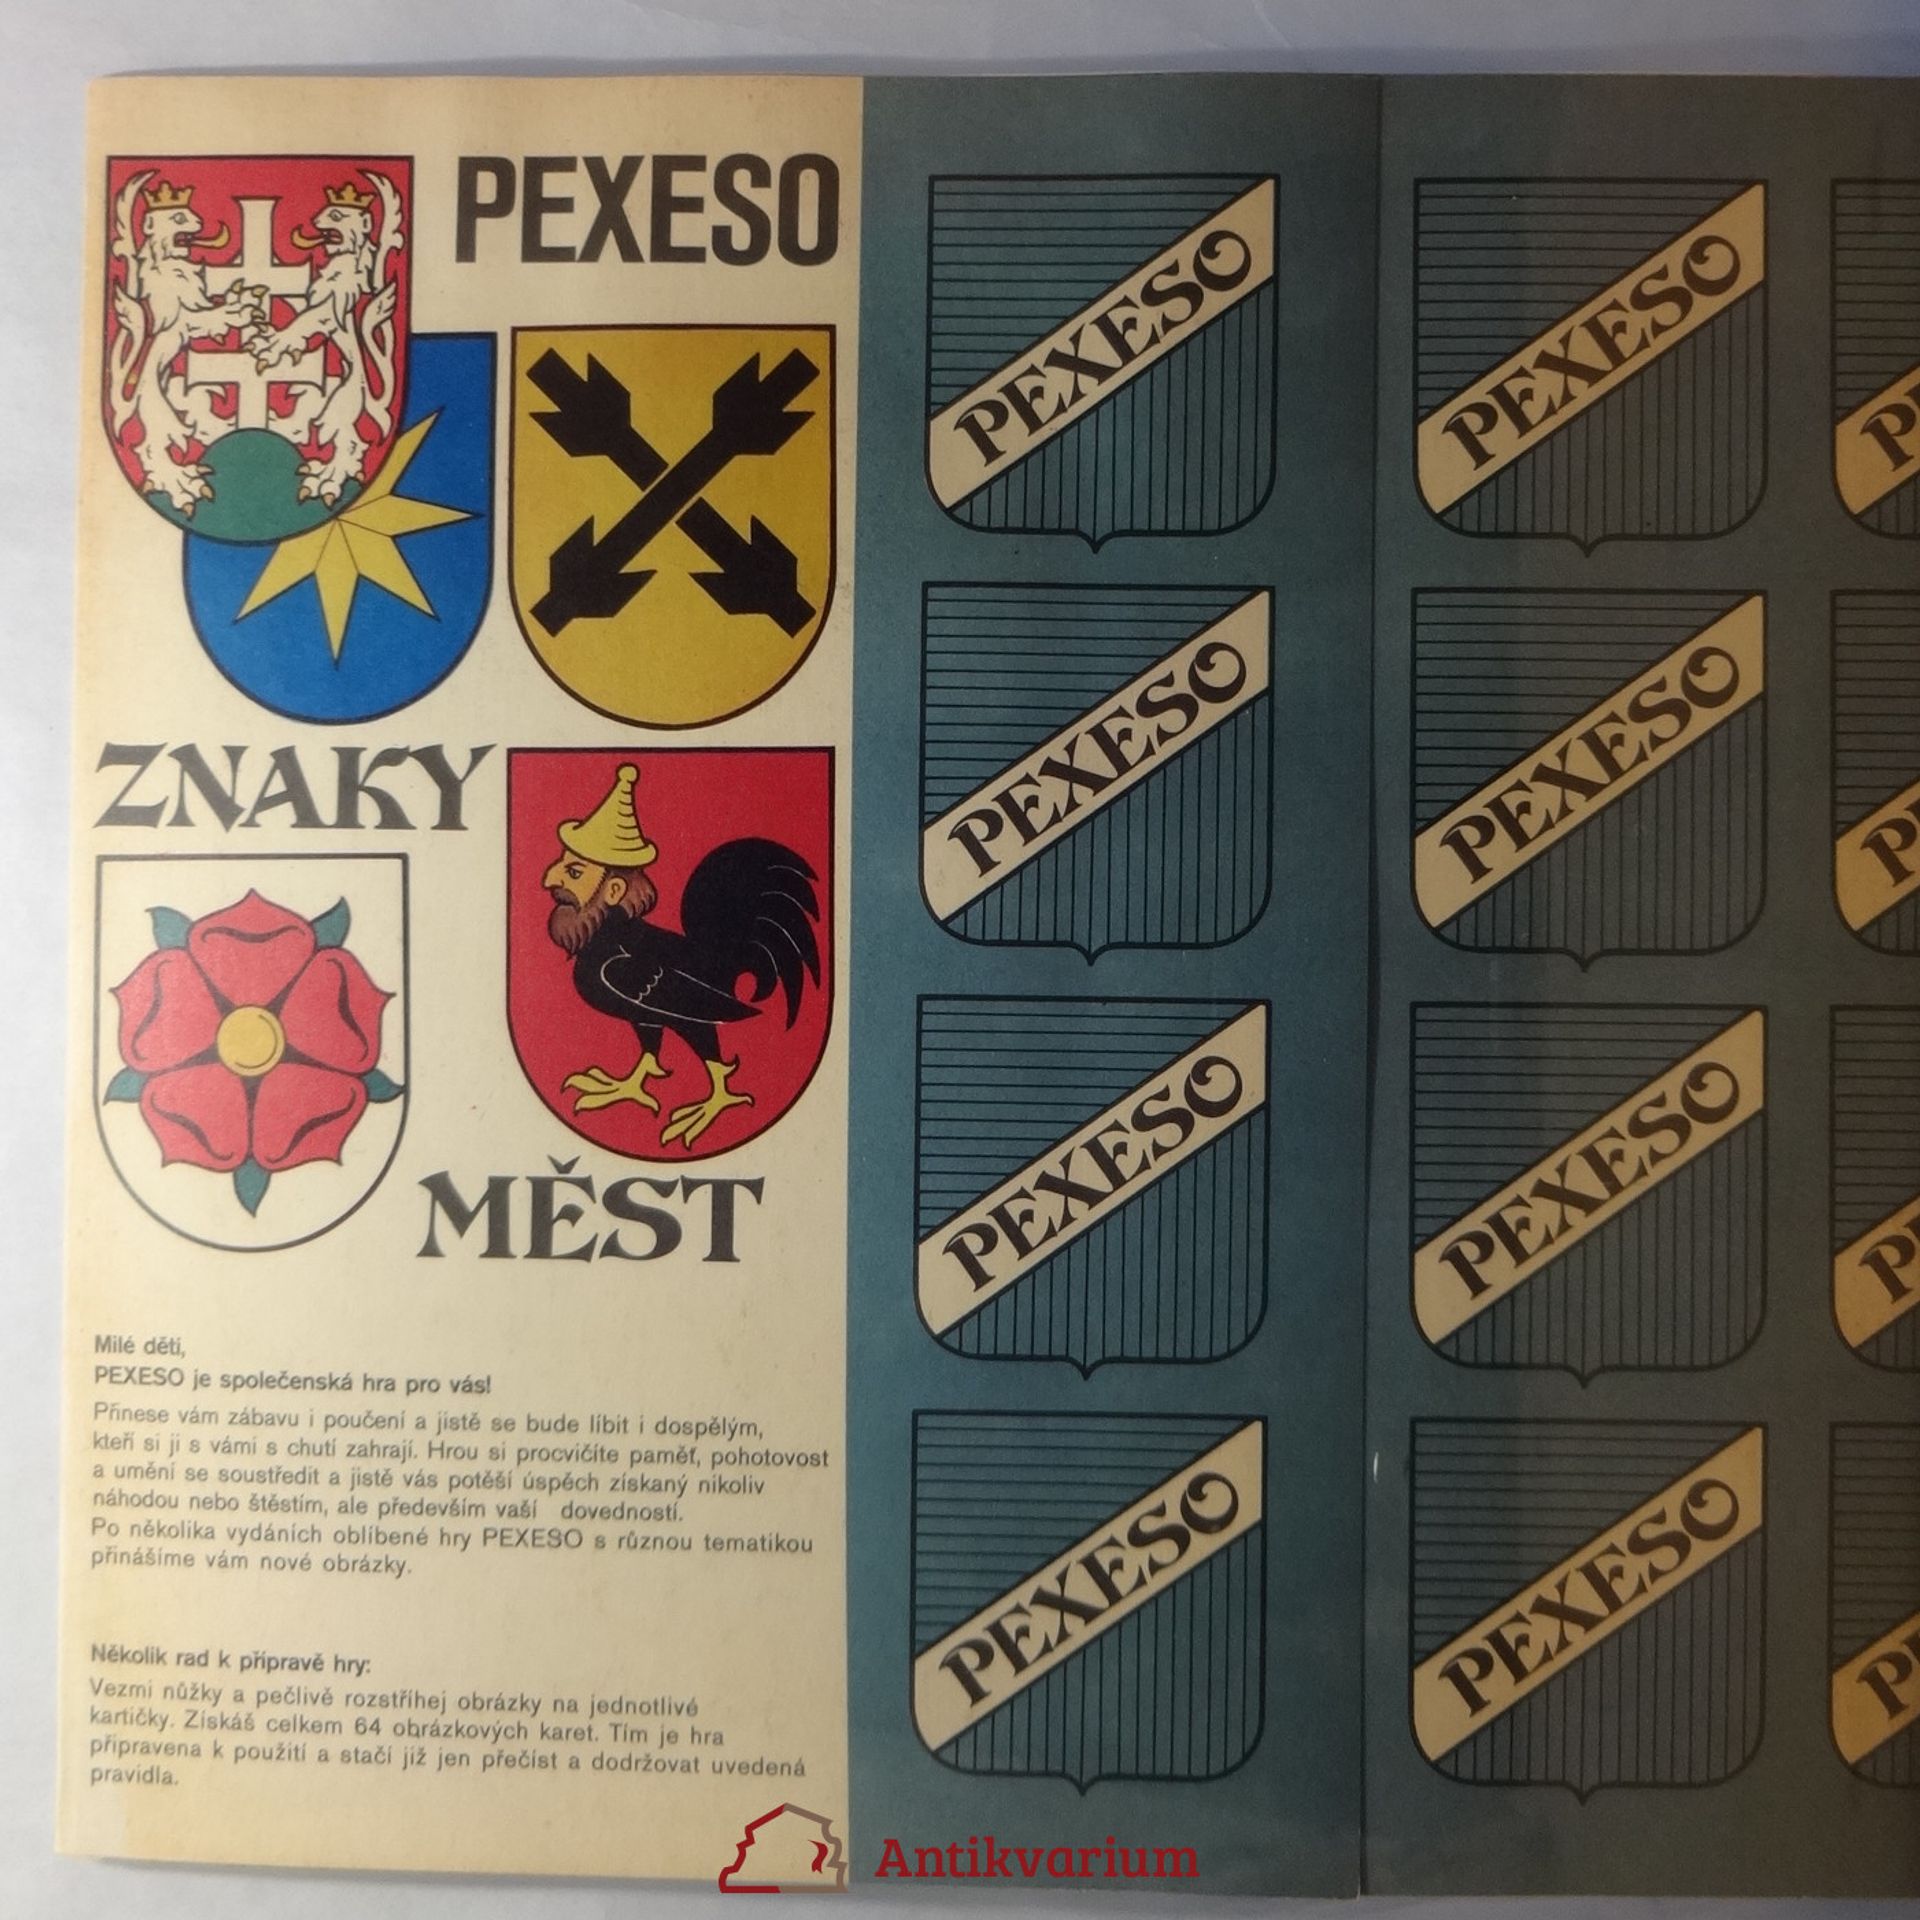 PEXESO
ZNAKY
MĚST
Milé děti,
PEXESO je společenská hra pro vás!
Přinese vám zábavu i poučení a jistě se bude líbit i dospělým,
kteří si ji s vámi s chutí zahrají. Hrou si procvičíte paměť, pohotovost
a umění se soustředit a jistě vás potěší úspěch získaný nikoliv
náhodou nebo štěstím, ale především vaší dovedností.
Po několika vydáních oblíbené hry PEXESO s různou tematikou
přinášíme vám nové obrázky.
Několik rad k přípravě hry:
Vezmi nůžky a pečlivě rozstříhej obrázky na jednotlivé
kartičky. Získáš celkem 64 obrázkových karet. Tím je hra
připravena k použití a stačí již jen přečíst a dodržovat uvedená
pravidla.
PEXESO
PEXESO
PEXESO
PEXESO
PEXESO
PEXESO
PEXESO
PEXESO
Antikvarium